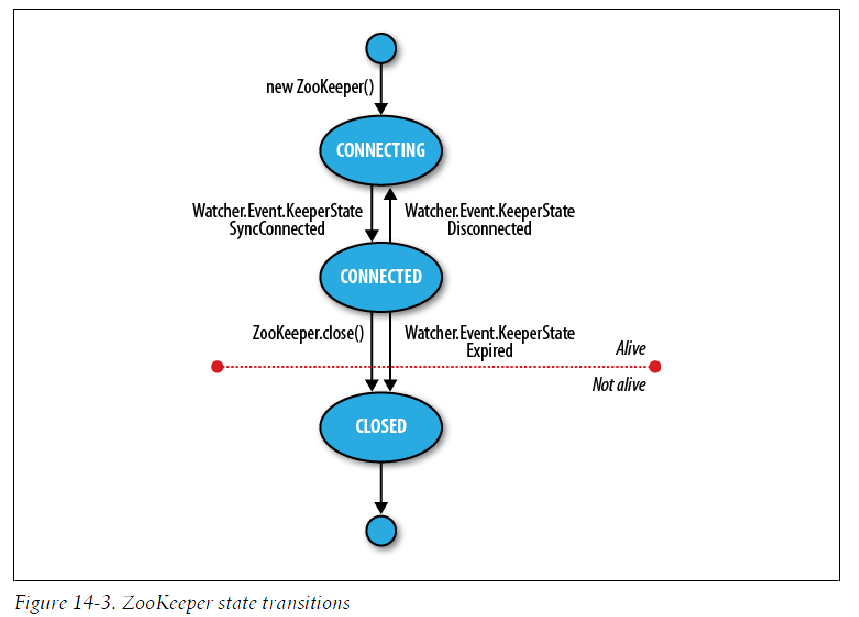 new ZooKeeper()
CONNECTING
Watcher.Event.KeeperState
SyncConnected
Watcher.Event.KeeperState
Disconnected
CONNECTED
ZooKeeper.close()
Watcher.Event.KeeperState
Expired
Alive
Not alive
CLOSED
Figure 14-3. ZooKeeper state transitions